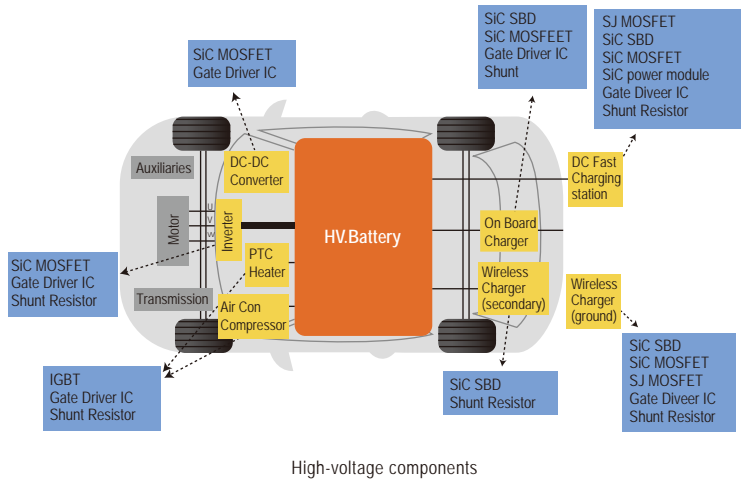 SiC MOSFET
Gate Driver IC
SiC SBD
SiC MOSFEET
Gate Driver IC
Shunt
SJ MOSFET
SiC SBD
SiC MOSFET
SiC power module
Gate Diveer IC
Shunt Resistor
Auxiliaries
DC-DC
Converter
DC Fast
Charging
station
Motor
U
V
W
Inverter
HV.Battery
On Board
Charger
PTC
Heater
SiC MOSFET
Gate Driver IC
Shunt Resistor
Wireless
Charger
(secondary)
Wireless
Charger
(ground)
Transmission
Air Con
Compressor
IGBT
Gate Driver IC
Shunt Resistor
SiC SBD
Shunt Resistor
SiC SBD
SiC MOSFET
SJ MOSFET
Gate Diveer IC
Shunt Resistor
High-voltage components